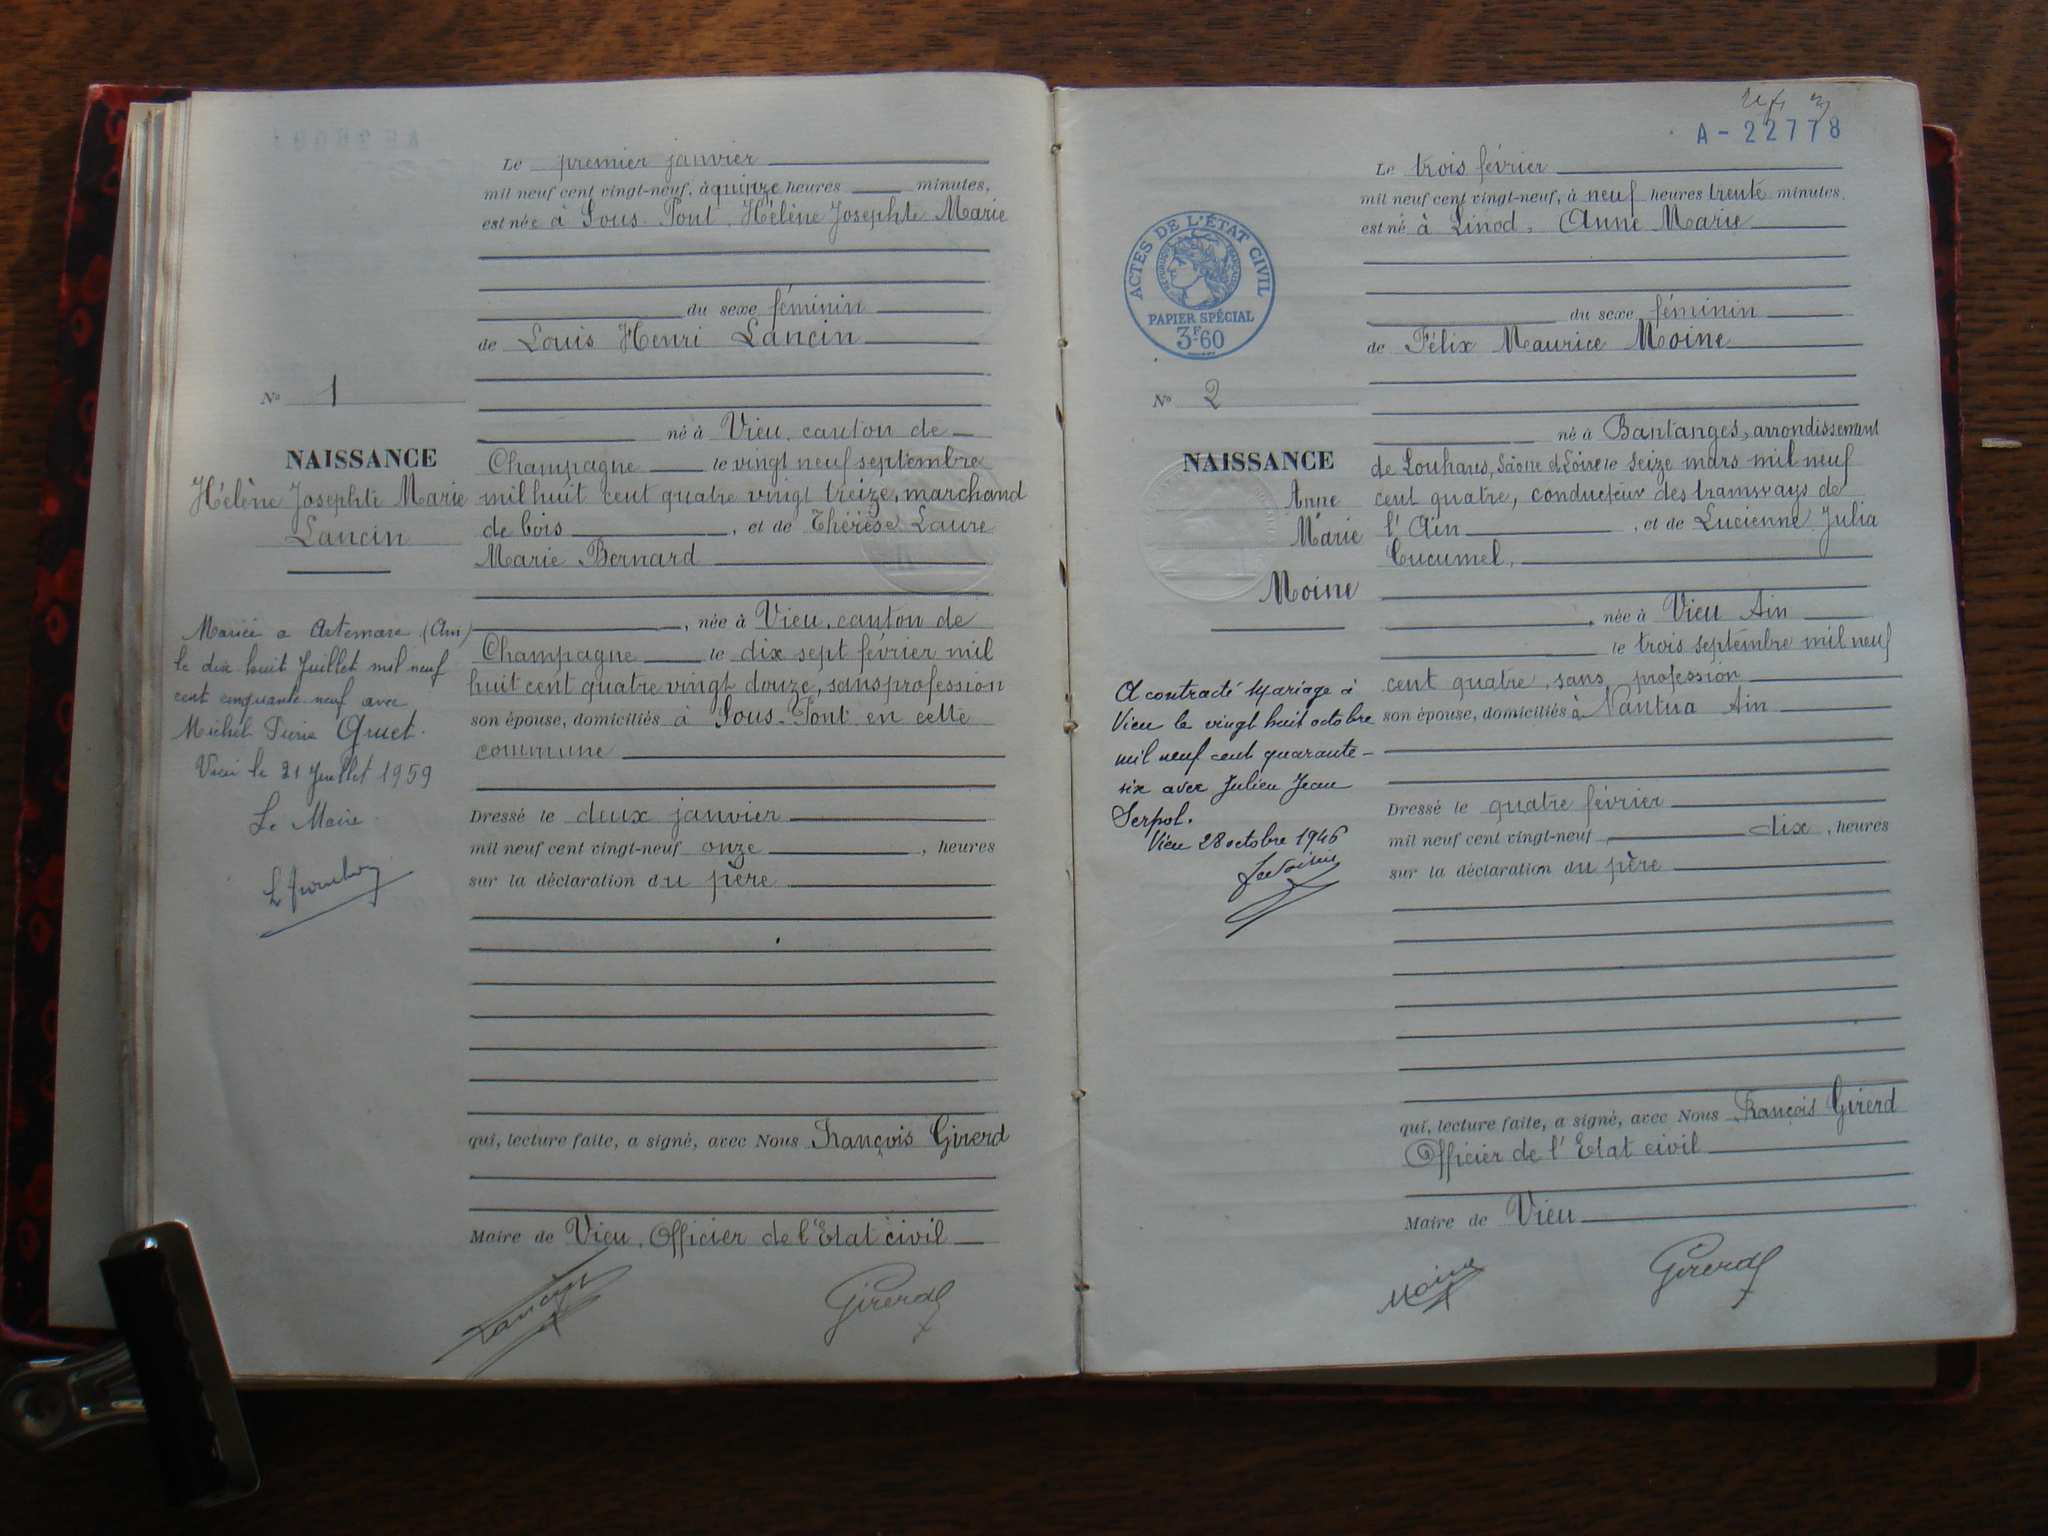 Le premier janvier
mil neuf cent vingt-neuf, à quinze heures minutes,
est née à Sous-Pont. Hélène Josephte Marie
du sexe féminin
de Louis Henri Lancin
né à Vieu, canton de
Champagne le vingt neuf septembre
mil huit cent quatre vingt treize, marchand
de bois, et de Thérèse Laure
Marie Bernard
, née à Vieu, canton de
Champagne le dix sept février mil
huit cent quatre vingt douze, sans profession
son épouse, domiciliés à Sous-Pont en cette
commune
Dressé le deux janvier
mil neuf cent vingt-neuf onze, heures
sur la déclaration du père
qui, lecture faite, a signé, avec Nous François Girerd
Maire de Vieu, Officier de l'Etat civil
Lancin
Girerd
No 1
NAISSANCE
Hélène Josephte Marie
Lancin
Mariée a Artemare (Ain)
le dix huit Juillet mil neuf
cent cinquante neuf avec
Michel Pierre Gruet.
Vieu le 21 Juillet 1959
Le Maire
A-22778
Le trois février
mil neuf cent vingt-neuf, à neuf heures trente minutes,
est né à Linod, Anne Marie
du sexe féminin
de Félix Maurice Moine
né à Bantanges, arrondissement
de Louhans, Saône et Loire le seize mars mil neuf
cent quatre, conducteur des tramways de
l'Ain, et de Lucienne Julia
Cucumel,
, née à Vieu Ain
le trois septembre mil neuf
cent quatre, sans profession
son épouse, domiciliés à Nantua Ain
Dressé le quatre février
mil neuf cent vingt-neuf dix, heures
sur la déclaration du père
qui, lecture faite, a signé, avec Nous François Girerd
Officier de l'Etat civil
Maire de Vieu
Moine
Girerd
ACTES DE L'ÉTAT CIVIL
RÉPUBLIQUE FRANÇAISE
PAPIER SPÉCIAL
3F60
No 2
NAISSANCE
Anne
Marie
Moine
A contracté Mariage à
Vieu le vingt huit octobre
mil neuf cent quarante-
six avec Julien Jean
Serpol.
Vieu 28 octobre 1946